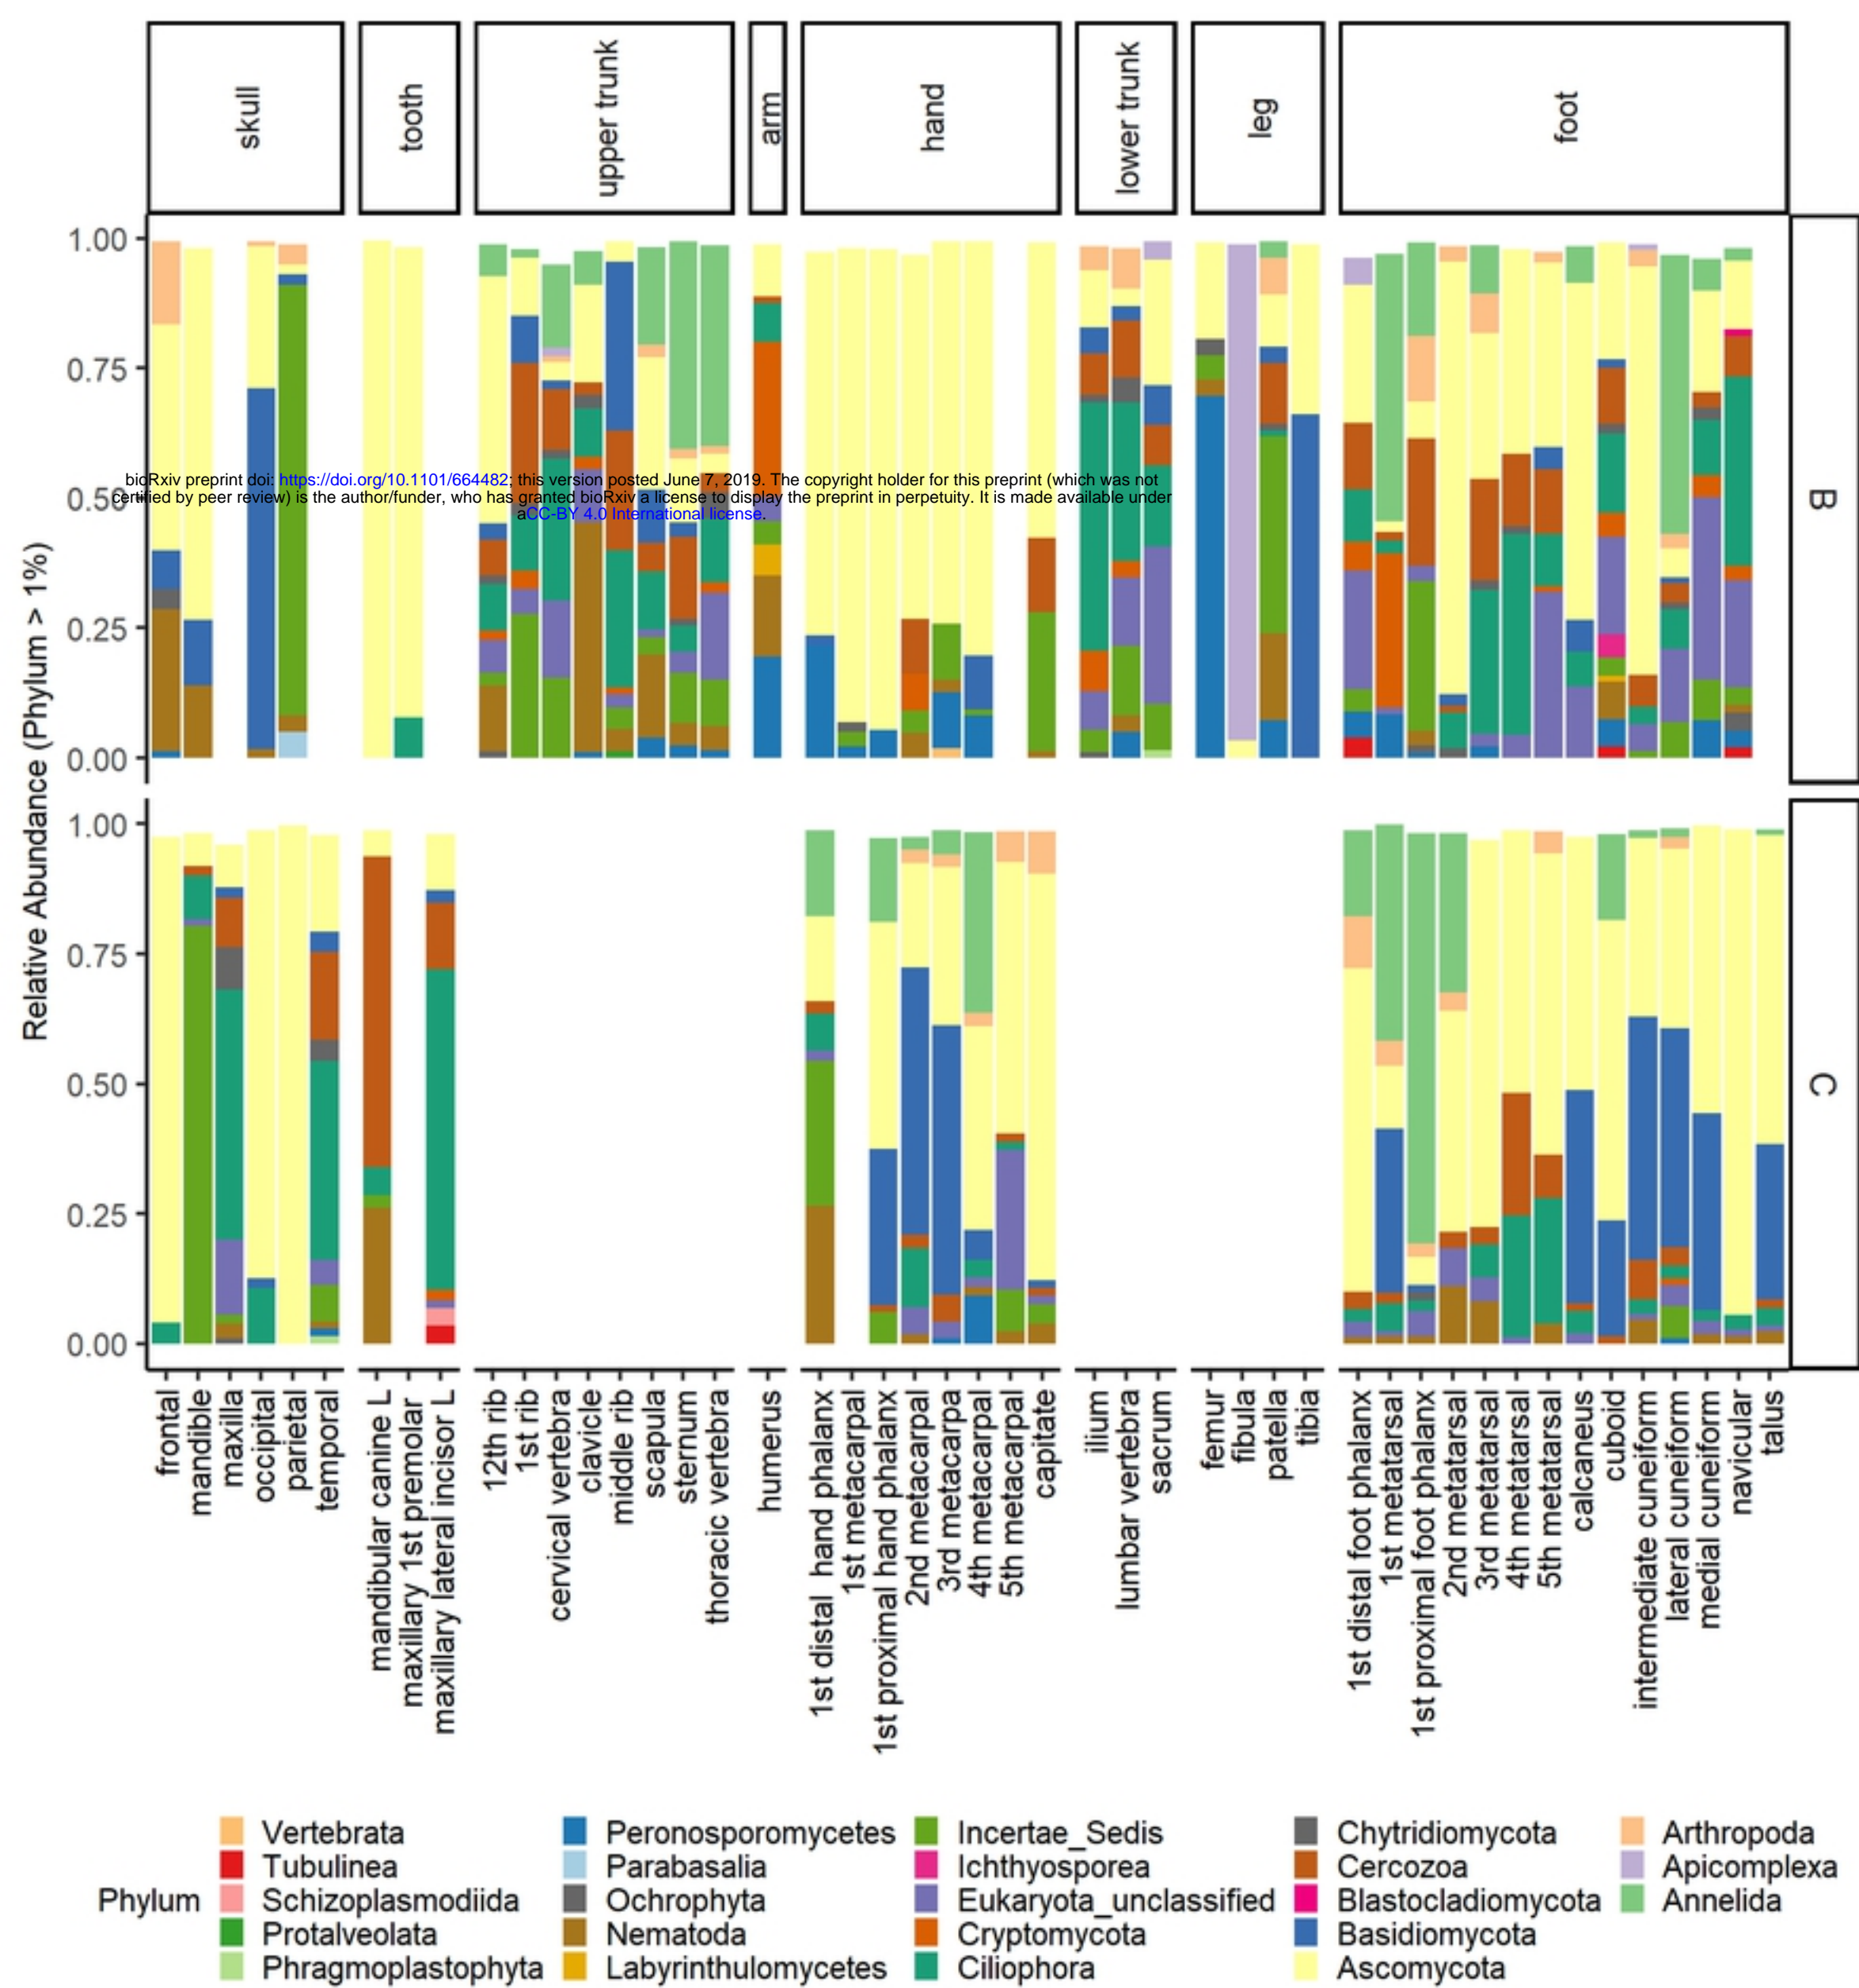 skull
tooth
upper trunk
arm
hand
lower trunk
leg
foot
1.00
0.75
0.50
0.25
0.00
B
bioRxiv preprint doi: https://doi.org/10.1101/664482; this version posted June 7, 2019. The copyright holder for this preprint (which was not
certified by peer review) is the author/funder, who has granted bioRxiv a license to display the preprint in perpetuity. It is made available under
aCC-BY 4.0 International license.
Relative Abundance (Phylum > 1%)
1.00
0.75
0.50
0.25
0.00
C
frontal
mandible
maxilla
occipital
parietal
temporal
mandibular canine L
maxillary 1st premolar
maxillary lateral incisor L
12th rib
1st rib
cervical vertebra
clavicle
middle rib
scapula
sternum
thoracic vertebra
humerus
1st distal  hand phalanx
1st metacarpal
1st proximal hand phalanx
2nd metacarpal
3rd metacarpa
4th metacarpal
5th metacarpal
capitate
ilium
lumbar vertebra
sacrum
femur
fibula
patella
tibia
1st distal foot phalanx
1st metatarsal
1st proximal foot phalanx
2nd metatarsal
3rd metatarsal
4th metatarsal
5th metatarsal
calcaneus
cuboid
intermediate cuneiform
lateral cuneiform
medial cuneiform
navicular
talus
Phylum
Vertebrata
Tubulinea
Schizoplasmodiida
Protalveolata
Phragmoplastophyta
Peronosporomycetes
Parabasalia
Ochrophyta
Nematoda
Labyrinthulomycetes
Incertae_Sedis
Ichthyosporea
Eukaryota_unclassified
Cryptomycota
Ciliophora
Chytridiomycota
Cercozoa
Blastocladiomycota
Basidiomycota
Ascomycota
Arthropoda
Apicomplexa
Annelida